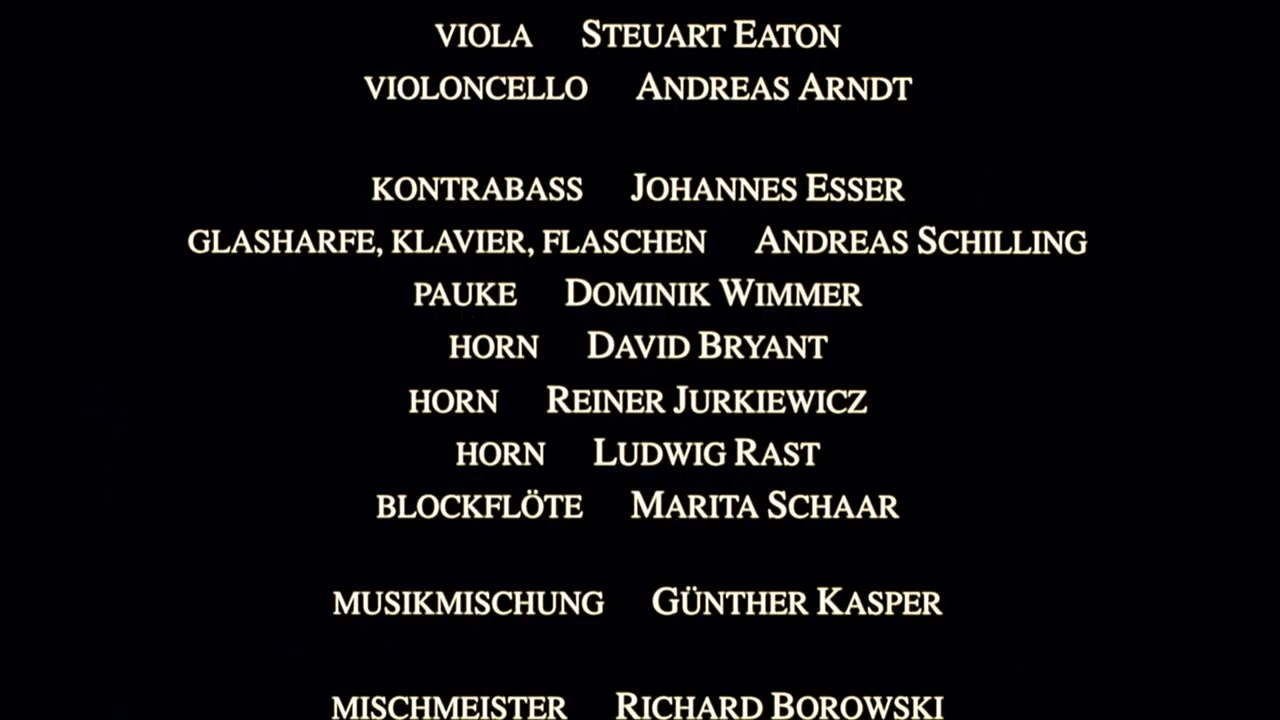 VIOLA STEUART EATON
VIOLONCELLO ANDREAS ARNDT
KONTRABASS JOHANNES ESSER
GLASHARFE, KLAVIER, FLASCHEN ANDREAS SCHILLING
PAUKE DOMINIK WIMMER
HORN DAVID BRYANT
HORN REINER JURKIEWICZ
HORN LUDWIG RAST
BLOCKFLÖTE MARITA SCHAAR
MUSIKMISCHUNG GÜNTHER KASPER
MISCHMEISTER RICHARD BOROWSKI